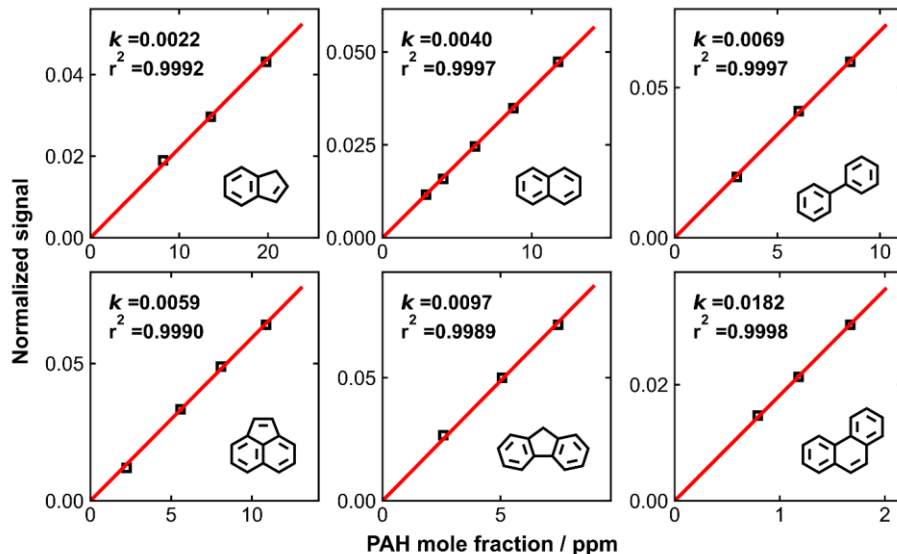 k=0.0022
r²=0.9992
0.04
0.02
0.00
0
10
20
k=0.0040
r²=0.9997
0.050
0.025
0.000
0
10
k=0.0069
r²=0.9997
0.05
0.00
0
5
10
Normalized signal
k=0.0059
r²=0.9990
0.05
0.00
0
5
10
k=0.0097
r²=0.9989
0.05
0.00
0
5
k=0.0182
r²=0.9998
0.02
0.00
0
1
2
PAH mole fraction / ppm